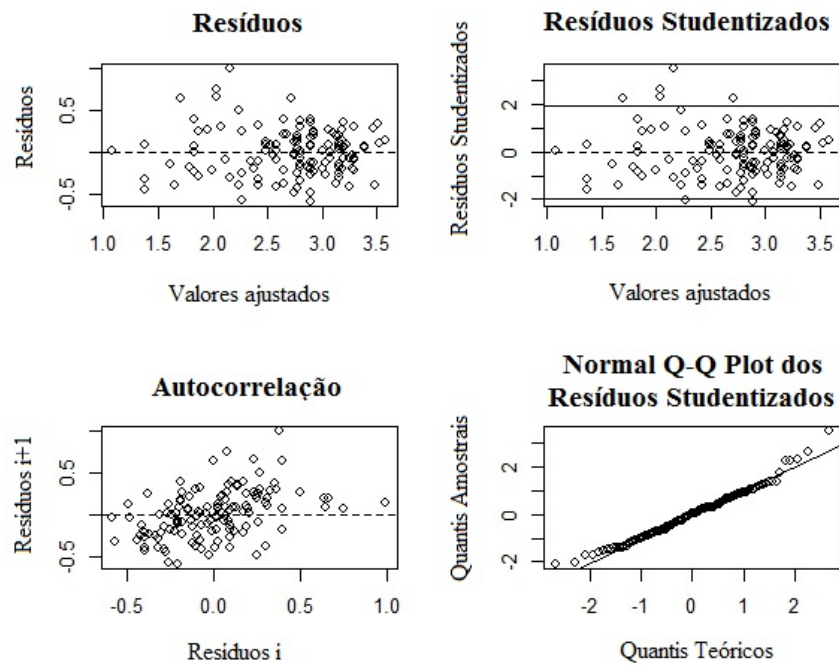 Resíduos
Resíduos
0.5
-0.5
1.0 1.5 2.0 2.5 3.0 3.5
Valores ajustados
Resíduos Studentizados
Resíduos Studentizados
2
0
-2
1.0 1.5 2.0 2.5 3.0 3.5
Valores ajustados
Autocorrelação
Resíduos i+1
0.5
-0.5
-0.5 0.0 0.5 1.0
Resíduos i
Normal Q-Q Plot dos
Resíduos Studentizados
Quantis Amostrais
2
0
-2
-2 -1 0 1 2
Quantis Teóricos